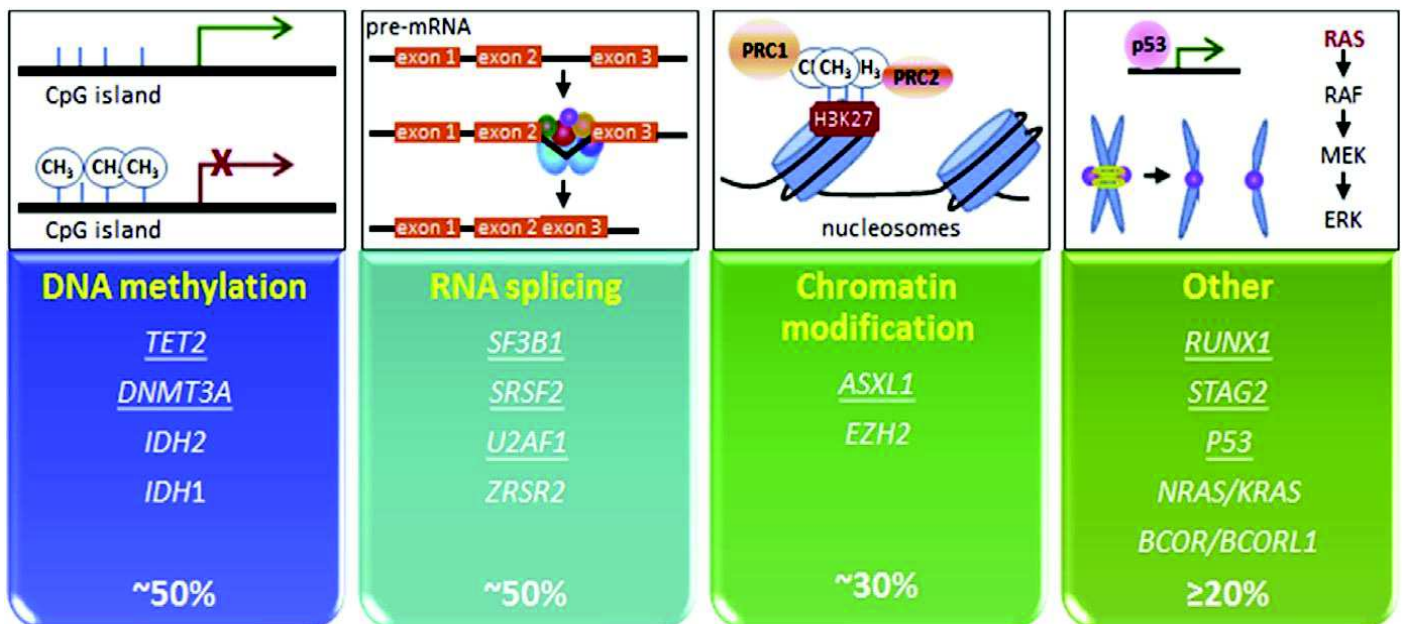 CpG island
CH₃ CH₃ CH₃
X
CpG island
DNA methylation
TET2
DNMT3A
IDH2
IDH1
~50%
pre-mRNA
exon 1 exon 2 exon 3
exon 1 exon 2 exon 3
exon 1 exon 2 exon 3
RNA splicing
SF3B1
SRSF2
U2AF1
ZRSR2
~50%
PRC1 CH₃ PRC2
H3K27
nucleosomes
Chromatin
modification
ASXL1
EZH2
~30%
p53
RAS
RAF
MEK
ERK
Other
RUNX1
STAG2
P53
NRAS/KRAS
BCOR/BCORL1
≥20%